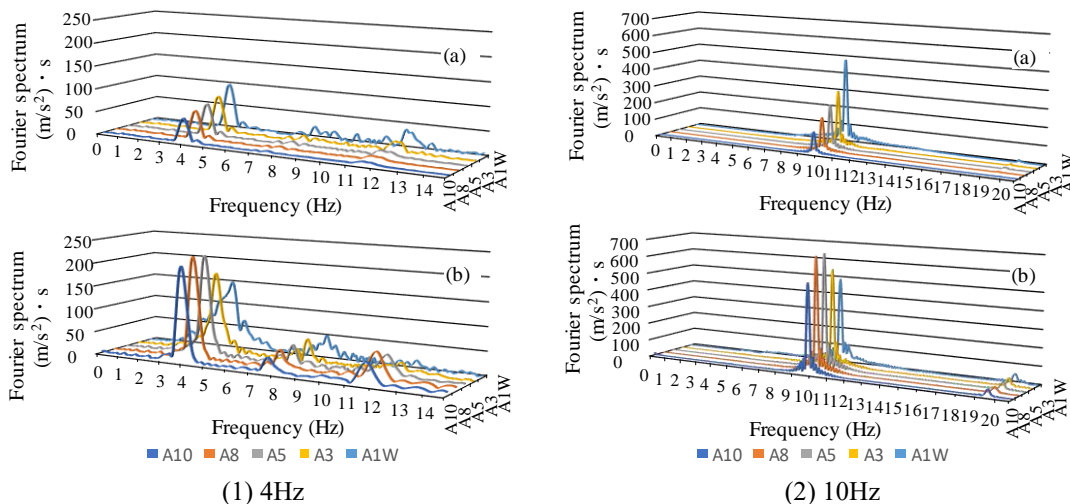 250
200
150
100
50
0
Fourier spectrum
(m/s²)・s
(a)
0 1 2 3 4 5 6 7 8 9 10 11 12 13 14
A10
A8
A5
A3
A1W
Frequency (Hz)
250
200
150
100
50
0
Fourier spectrum
(m/s²)・s
(b)
0 1 2 3 4 5 6 7 8 9 10 11 12 13 14
A10
A8
A5
A3
A1W
Frequency (Hz)
A10 A8 A5 A3 A1W
(1) 4Hz
700
600
500
400
300
200
100
0
Fourier spectrum
(m/s²)・s
(a)
0 1 2 3 4 5 6 7 8 9 10 11 12 13 14 15 16 17 18 19 20
A10
A8
A5
A3
A1W
Frequency (Hz)
700
600
500
400
300
200
100
0
Fourier spectrum
(m/s²)・s
(b)
0 1 2 3 4 5 6 7 8 9 10 11 12 13 14 15 16 17 18 19 20
A10
A8
A5
A3
A1W
Frequency (Hz)
A10 A8 A5 A3 A1W
(2) 10Hz